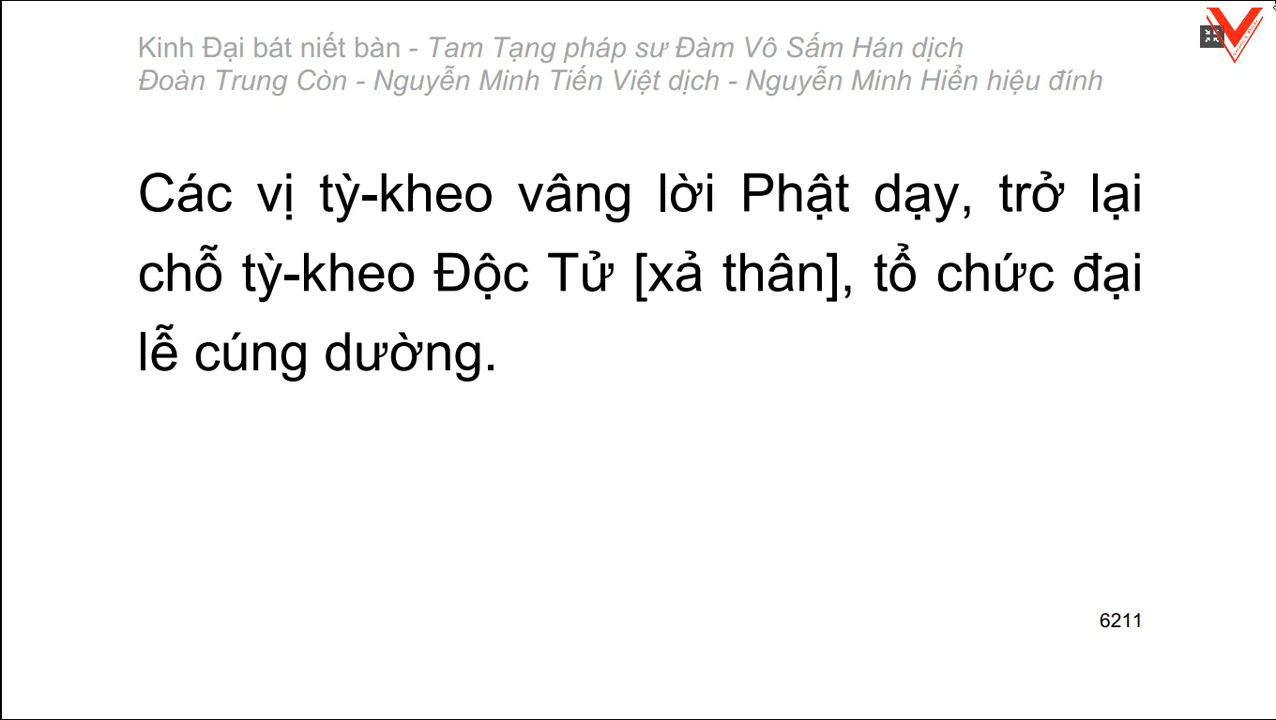 Kinh Đại bát niết bàn - Tam Tạng pháp sư Đàm Vô Sấm Hán dịch
Đoàn Trung Còn - Nguyễn Minh Tiến Việt dịch - Nguyễn Minh Hiển hiệu đính
Các vị tỳ-kheo vâng lời Phật dạy, trở lại
chỗ tỳ-kheo Độc Tử [xả thân], tổ chức đại
lễ cúng dường.
6211